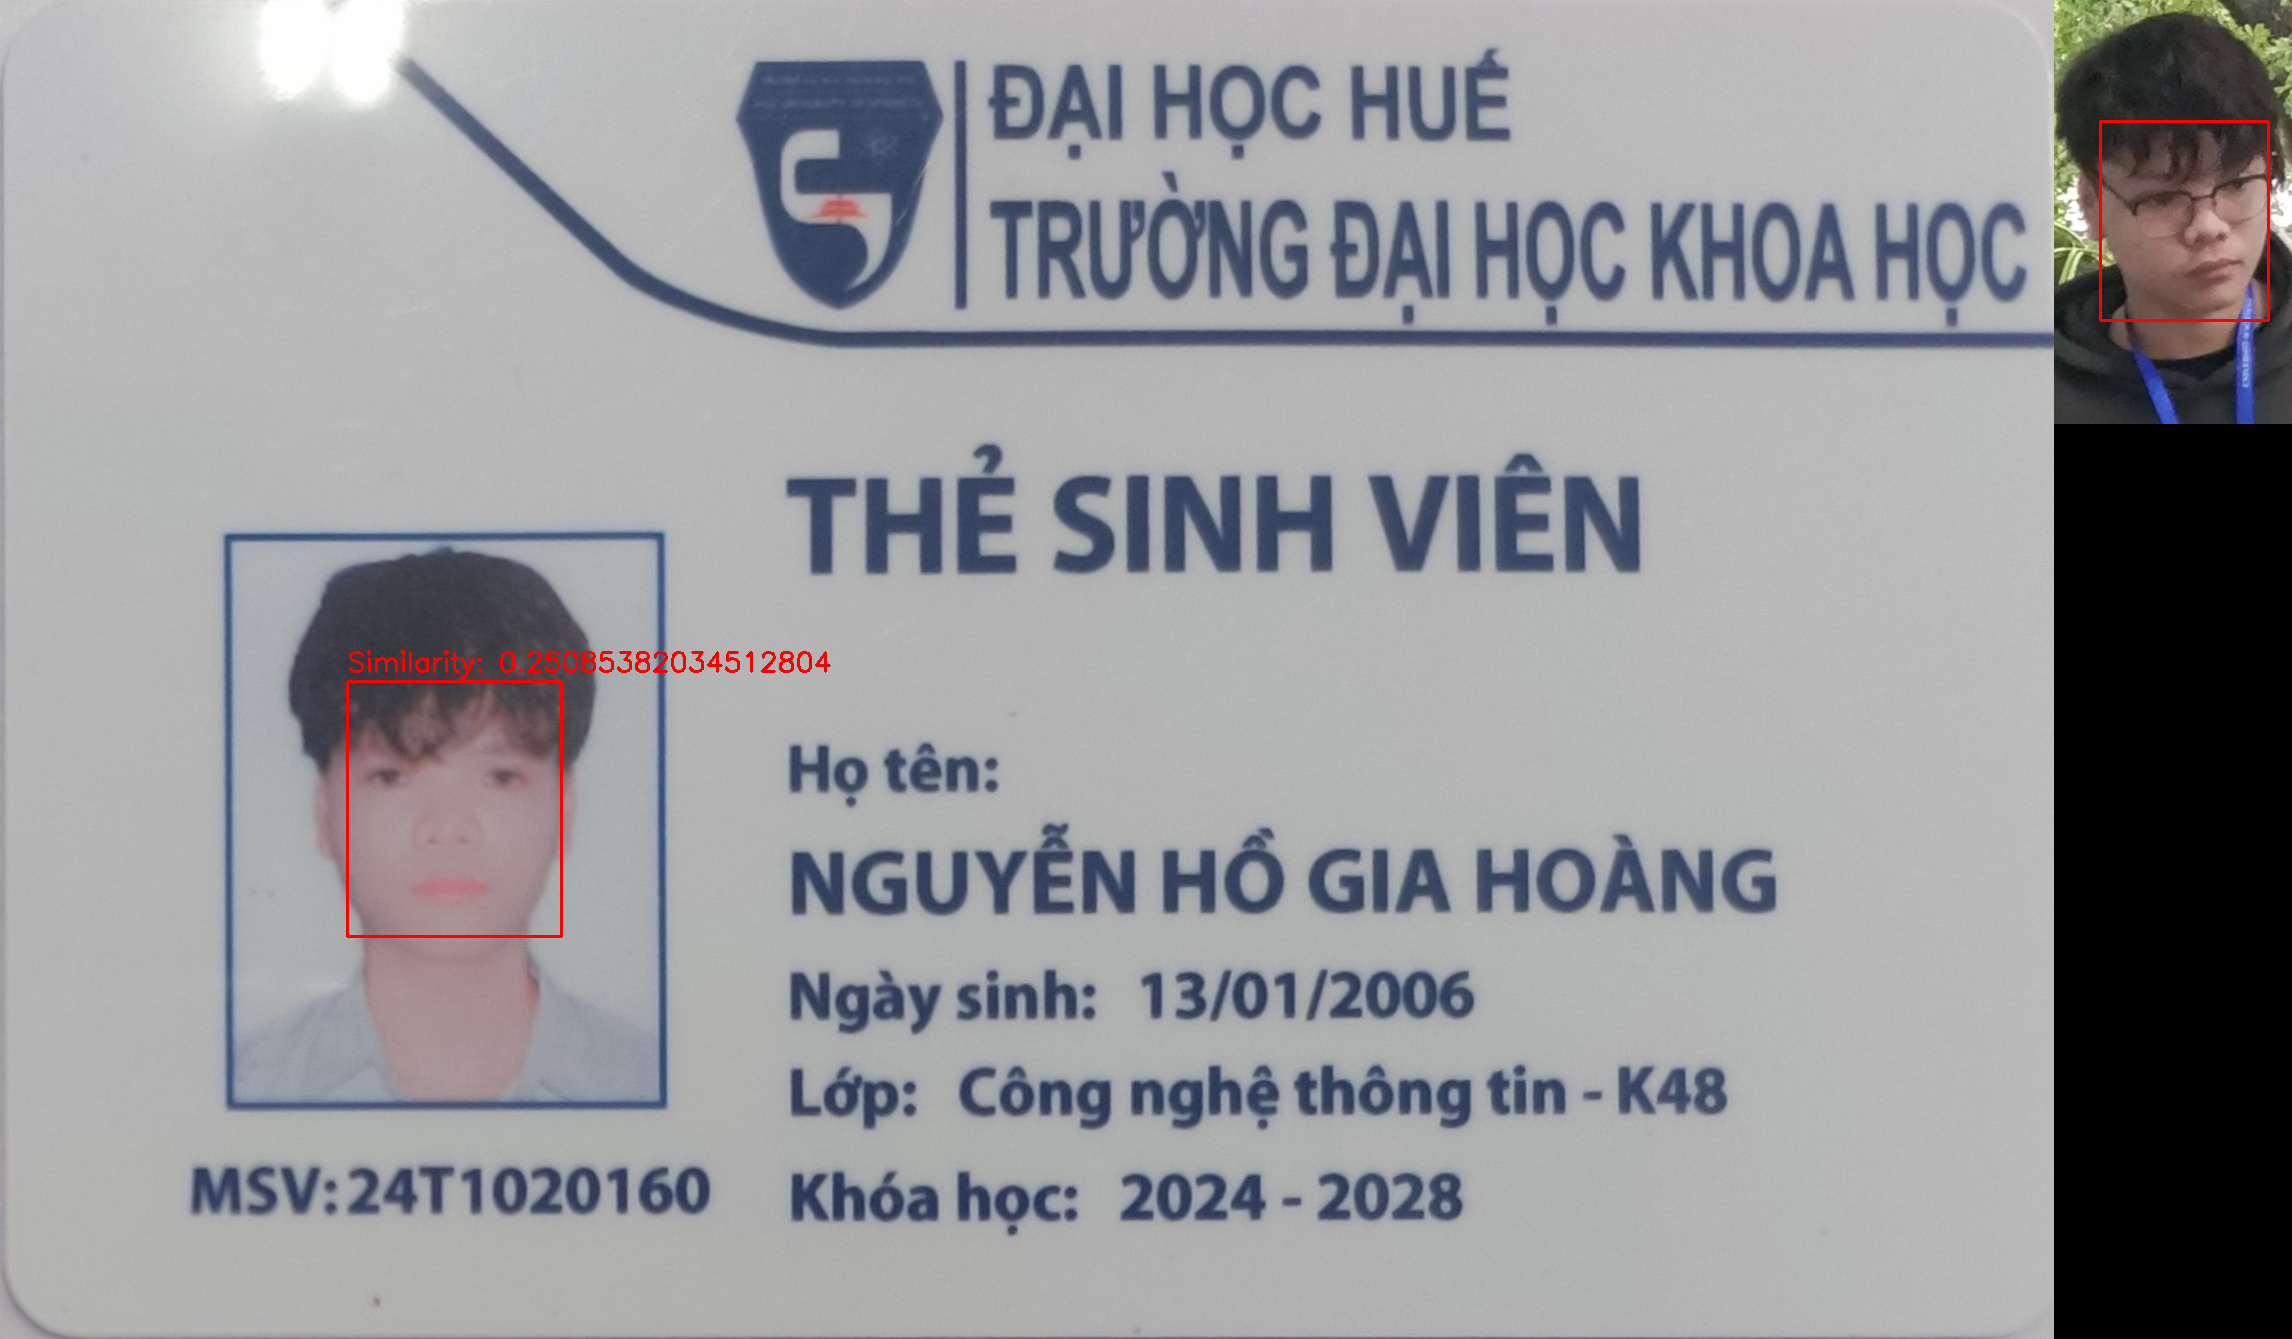 ĐẠI HỌC HUẾ
TRƯỜNG ĐẠI HỌC KHOA HỌC
THẺ SINH VIÊN
Similarity: 0.25085382034512804
Họ tên:
NGUYỄN HỒ GIA HOÀNG
Ngày sinh: 13/01/2006
Lớp: Công nghệ thông tin - K48
MSV: 24T1020160
Khóa học: 2024 - 2028